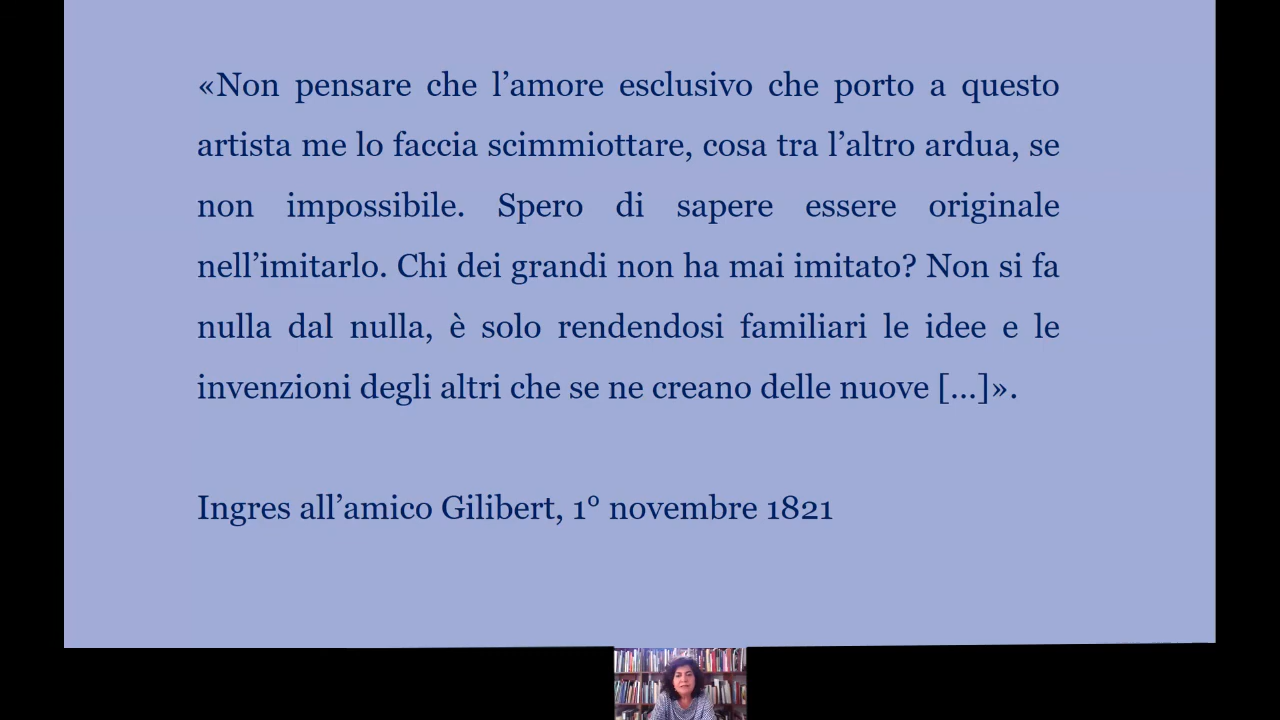 «Non pensare che l’amore esclusivo che porto a questo
artista me lo faccia scimmiottare, cosa tra l’altro ardua, se
non impossibile. Spero di sapere essere originale
nell’imitarlo. Chi dei grandi non ha mai imitato? Non si fa
nulla dal nulla, è solo rendendosi familiari le idee e le
invenzioni degli altri che se ne creano delle nuove [...]».
Ingres all’amico Gilibert, 1° novembre 1821